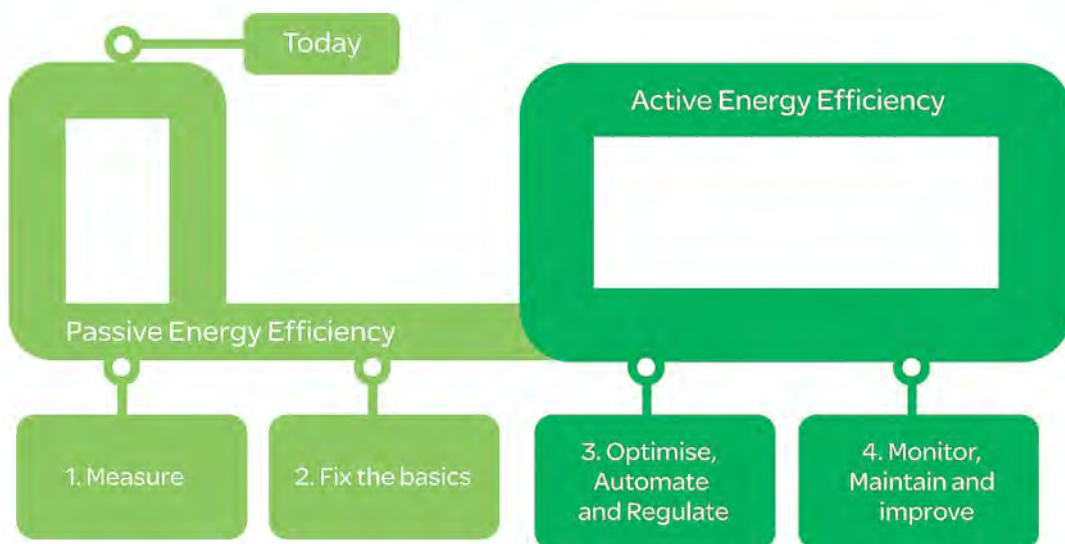 Today
Active Energy Efficiency
Passive Energy Efficiency
1. Measure
2. Fix the basics
3. Optimise,
Automate
and Regulate
4. Monitor,
Maintain and
improve